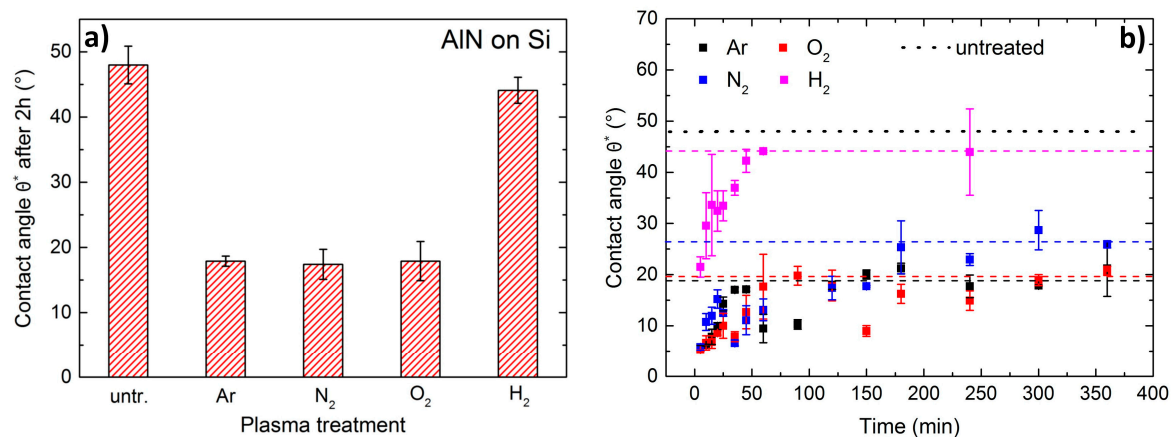 a)
AlN on Si
Contact angle θ* after 2h (°)
50
40
30
20
10
0
untr.
Ar
N₂
O₂
H₂
Plasma treatment
b)
Ar
O₂
untreated
N₂
H₂
Contact angle θ* (°)
70
60
50
40
30
20
10
0
0
50
100
150
200
250
300
350
400
Time (min)